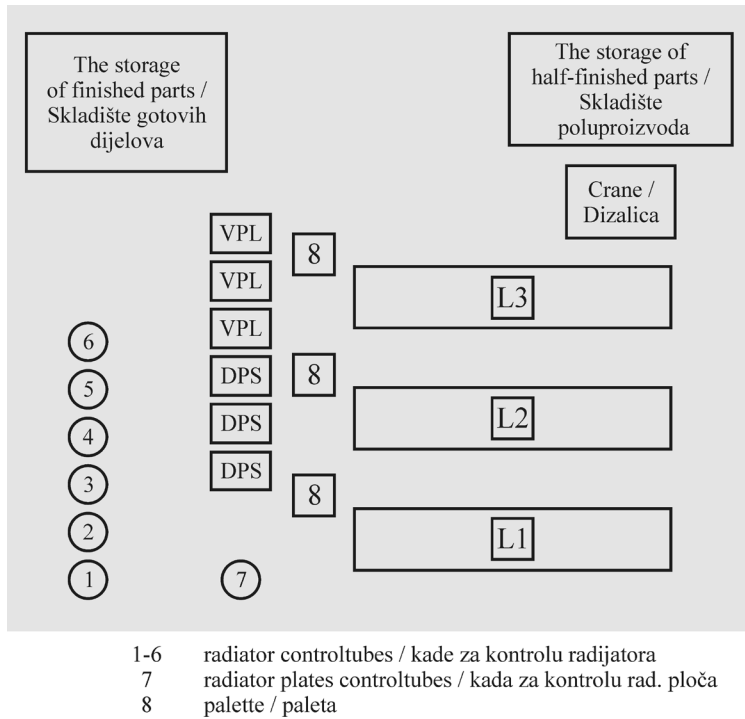 The storage
of finished parts /
Skladište gotovih
dijelova
The storage of
half-finished parts /
Skladište
poluproizvoda
Crane /
Dizalica
VPL
8
VPL
L3
VPL
6
DPS
8
5
DPS
L2
4
DPS
3
8
2
L1
1
7
1-6 radiator controltubes / kade za kontrolu radijatora
7 radiator plates controltubes / kada za kontrolu rad. ploča
8 palette / paleta